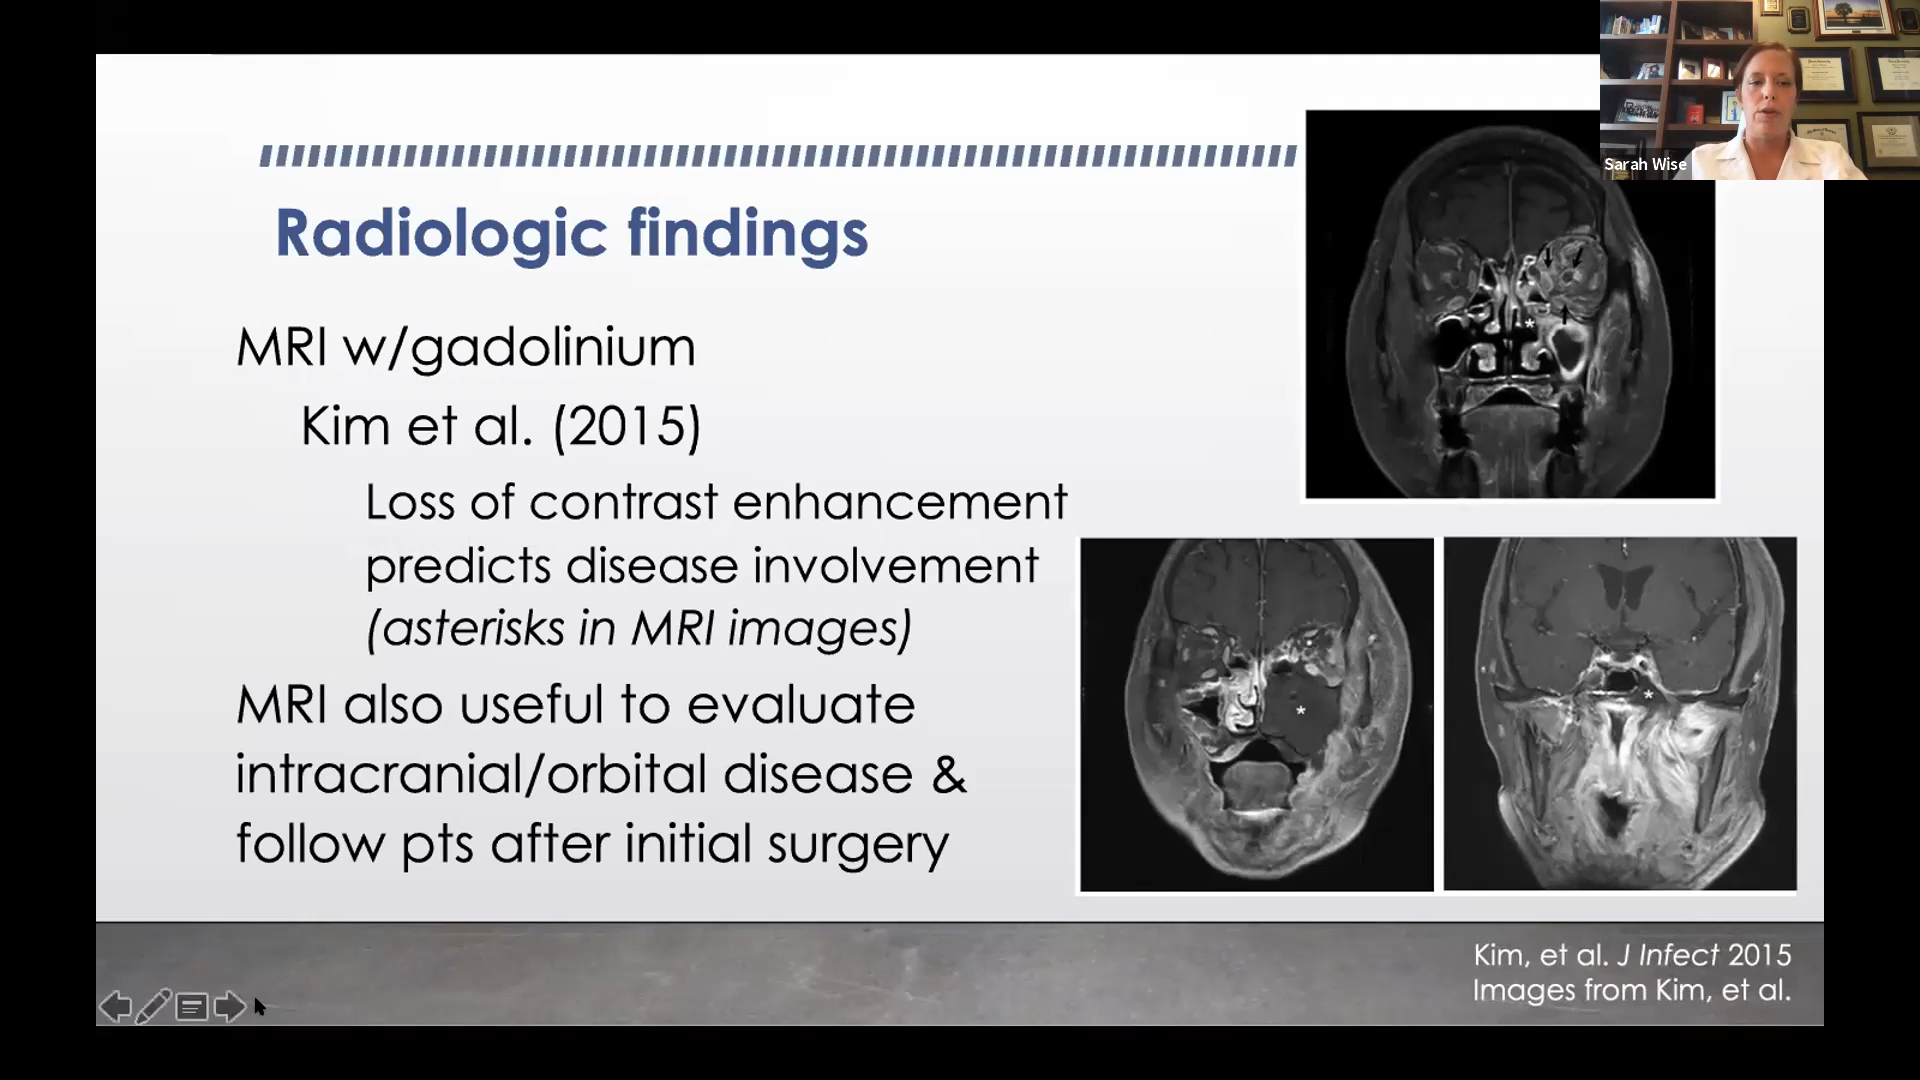 Sarah Wise
Radiologic findings
MRI w/gadolinium
Kim et al. (2015)
Loss of contrast enhancement
predicts disease involvement
(asterisks in MRI images)
MRI also useful to evaluate
intracranial/orbital disease &
follow pts after initial surgery
*
*
*
Kim, et al. J Infect 2015
Images from Kim, et al.